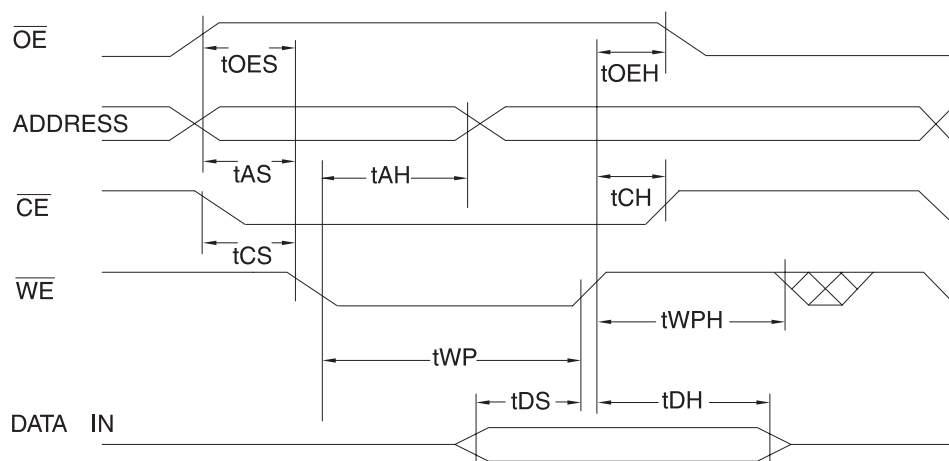 OE
tOES
tOEH
ADDRESS
tAS
tAH
tCH
CE
tCS
WE
tWPH
tWP
tDS
tDH
DATA IN